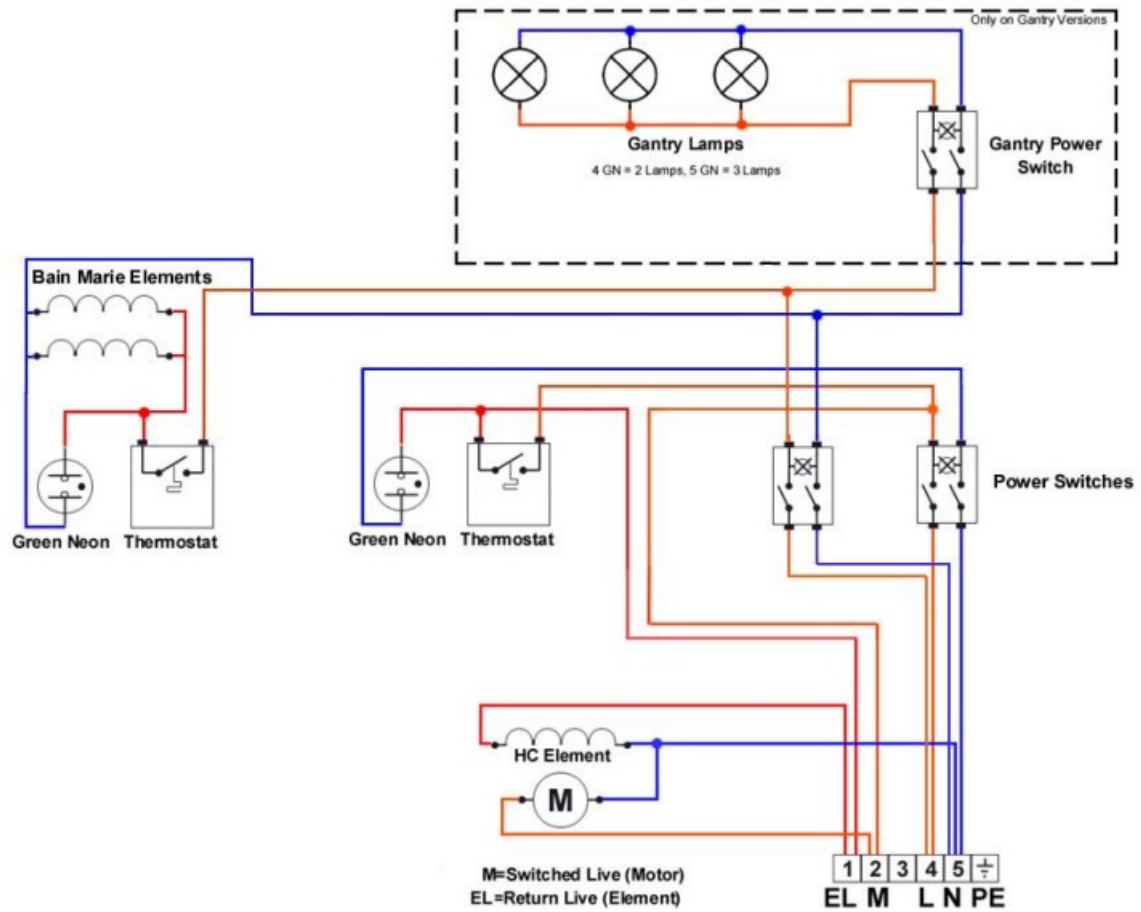 Only on Gantry Versions
Gantry Lamps
4 GN = 2 Lamps, 5 GN = 3 Lamps
Gantry Power
Switch
Bain Marie Elements
Green Neon
Thermostat
Green Neon
Thermostat
Power Switches
HC Element
M
M=Switched Live (Motor)
EL=Return Live (Element)
1 2 3 4 5
EL M L N PE